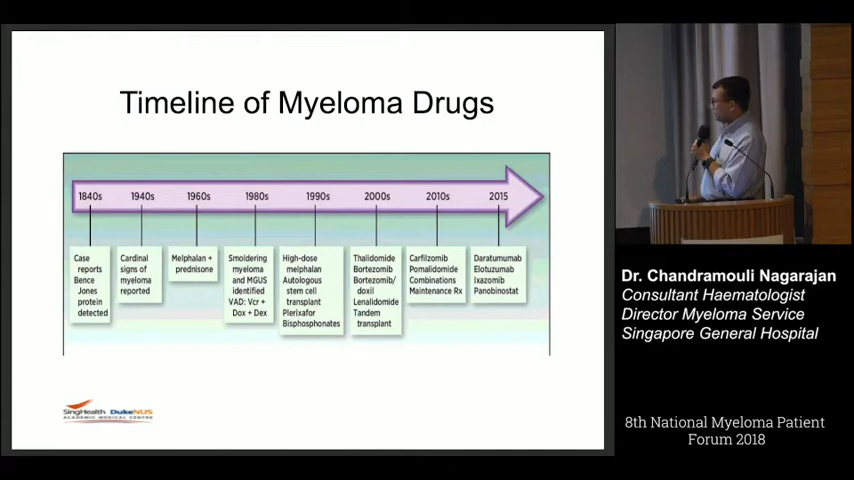 Timeline of Myeloma Drugs
1840s 1940s 1960s 1980s 1990s 2000s 2010s 2015
Case
reports
Bence
Jones
protein
detected
Cardinal
signs of
myeloma
reported
Melphalan +
prednisone
Smoldering
myeloma
and MGUS
identified
VAD: Vcr +
Dox + Dex
High-dose
melphalan
Autologous
stem cell
transplant
Plerixafor
Bisphosphonates
Thalidomide
Bortezomib
Bortezomib/
doxil
Lenalidomide
Tandem
transplant
Carfilzomib
Pomalidomide
Combinations
Maintenance Rx
Daratumumab
Elotuzumab
Ixazomib
Panobinostat
SingHealth DukeNUS
ACADEMIC MEDICAL CENTRE
Dr. Chandramouli Nagarajan
Consultant Haematologist
Director Myeloma Service
Singapore General Hospital
8th National Myeloma Patient
Forum 2018